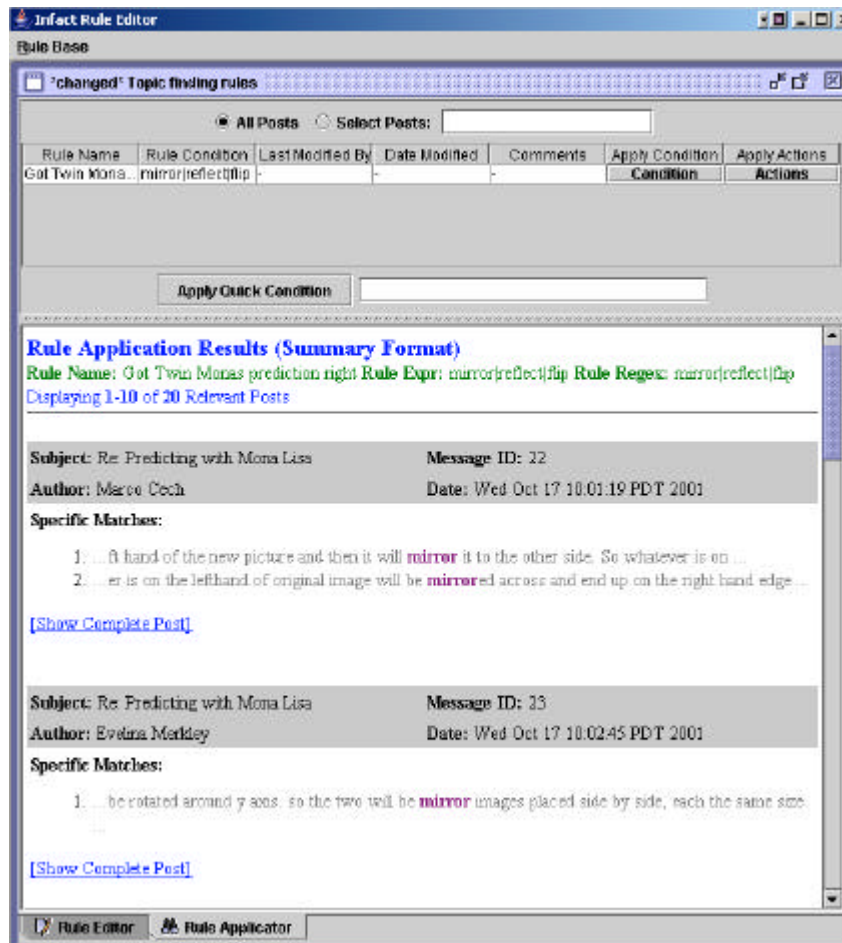 Infact Rule Editor
Rule Base
*changed* Topic finding rules
All Posts Select Posts:
Rule Name Rule Condition Last Modified By Date Modified Comments Apply Condition Apply Actions
Got Twin Mona... mirror|reflect|flip - - - Condition Actions
Apply Quick Condition
Rule Application Results (Summary Format)
Rule Name: Got Twin Monas prediction right Rule Expr: mirror|reflect|flip Rule Regex: mirror|reflect|flip
Displaying 1-10 of 20 Relevant Posts
Subject: Re: Predicting with Mona Lisa Message ID: 22
Author: Marco Cech Date: Wed Oct 17 10:01:19 PDT 2001
Specific Matches:
1. ...ft hand of the new picture and then it will mirror it to the other side. So whatever is on ...
2. ...er is on the lefthand of original image will be mirrored across and end up on the right hand edge ...
[Show Complete Post]
Subject: Re: Predicting with Mona Lisa Message ID: 23
Author: Evelina Merkley Date: Wed Oct 17 10:02:45 PDT 2001
Specific Matches:
1. ...be rotated around y axis. so the two will be mirror images placed side by side, each the same size.
...
[Show Complete Post]
Rule Editor Rule Applicator